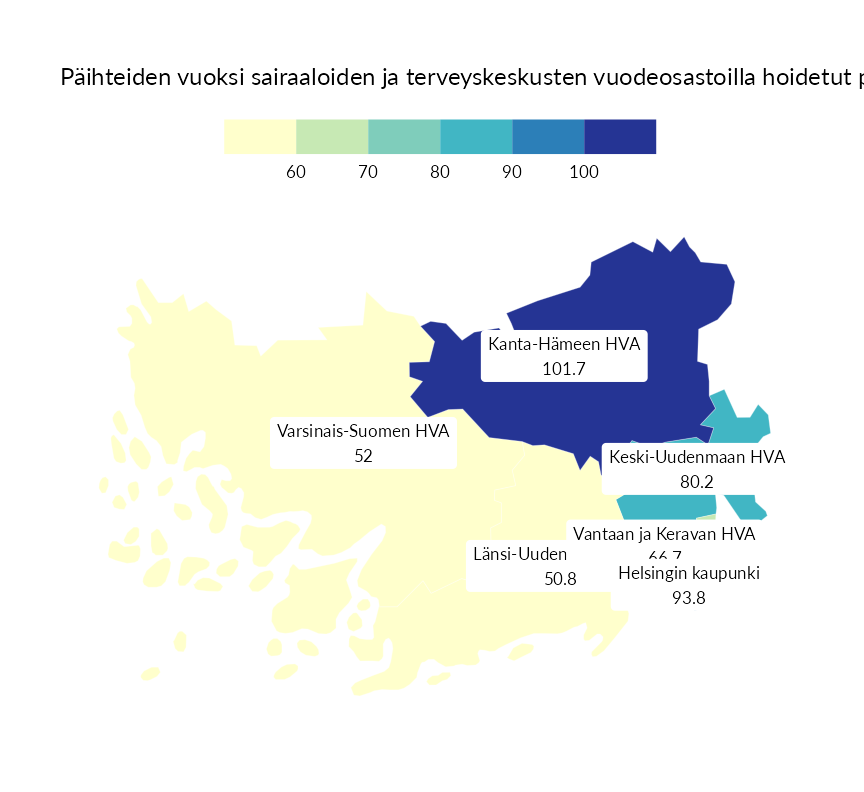 Päihteiden vuoksi sairaaloiden ja terveyskeskusten vuodeosastoilla hoidetut
60 70 80 90 100
Kanta-Hämeen HVA
101.7
Varsinais-Suomen HVA
52
Keski-Uudenmaan HVA
80.2
Vantaan ja Keravan HVA
66.7
Länsi-Uuden
50.8
Helsingin kaupunki
93.8